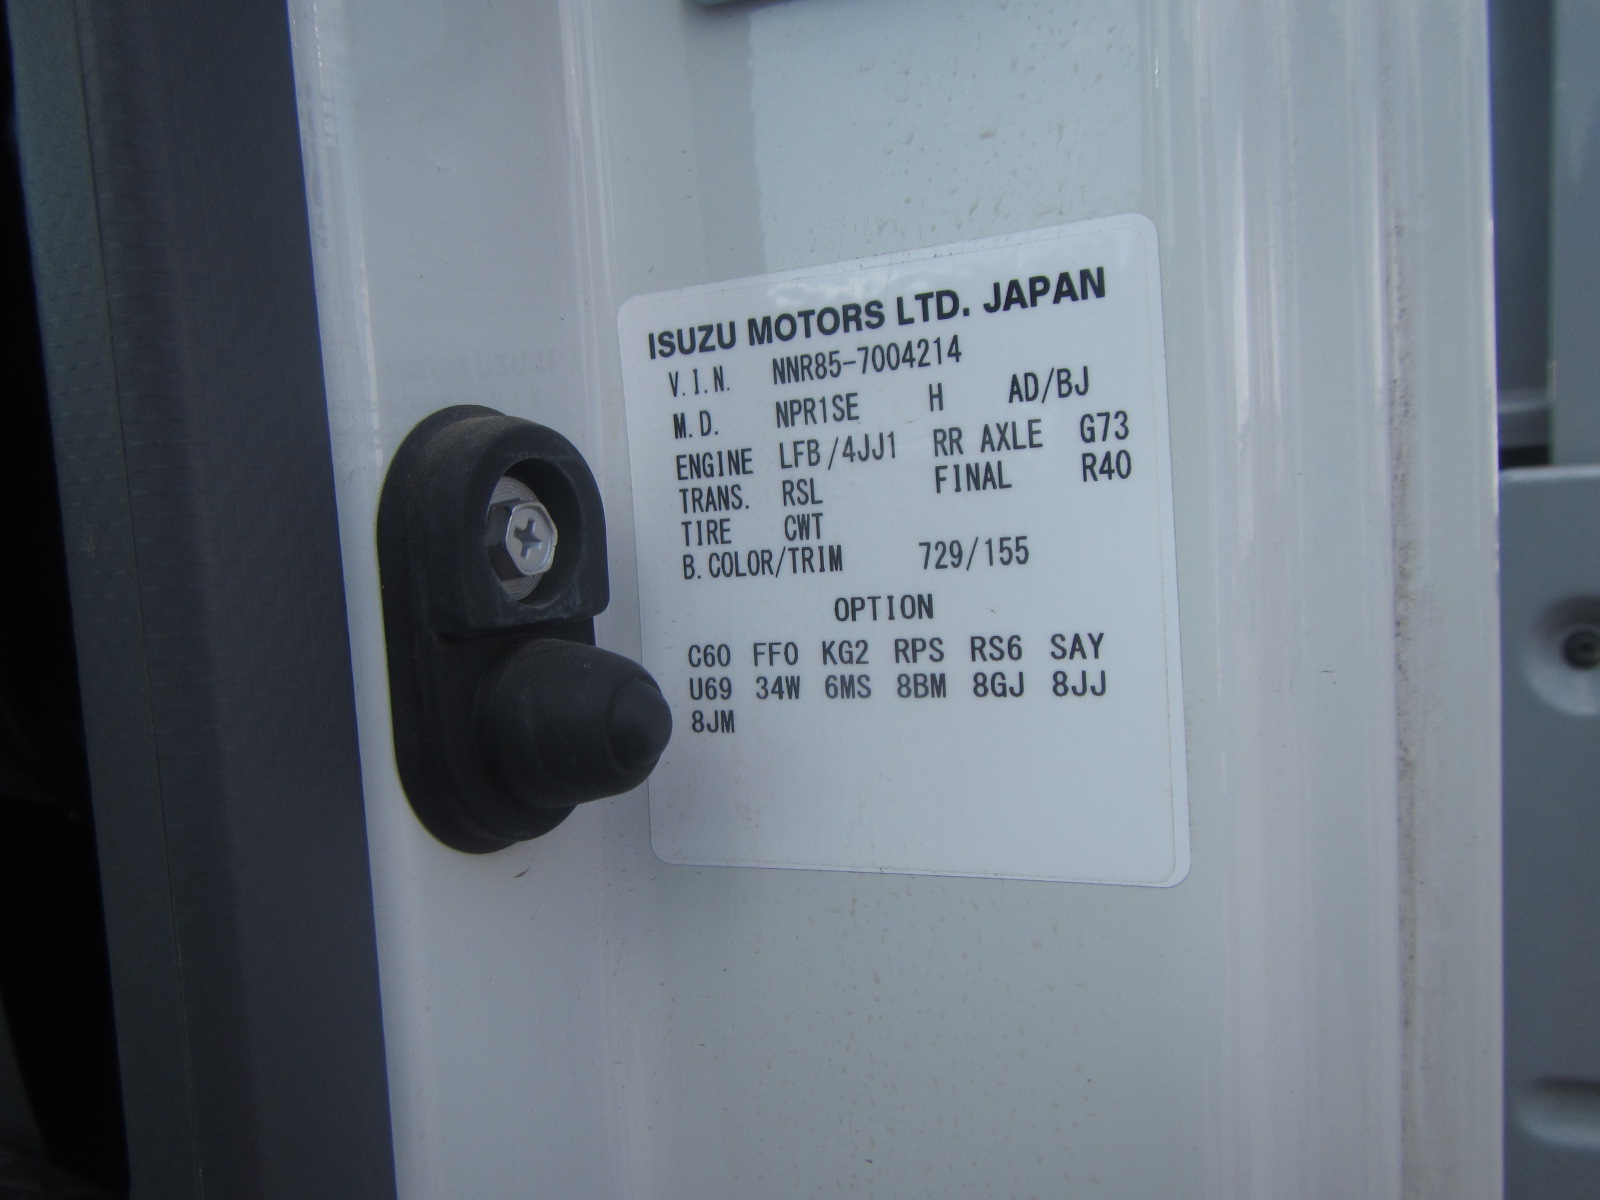 ISUZU MOTORS LTD. JAPAN
V.I.N. NNR85-7004214
M.D. NPR1SE H AD/BJ
ENGINE LFB/4JJ1 RR AXLE G73
TRANS. RSL FINAL R40
TIRE CWT
B.COLOR/TRIM 729/155
OPTION
C60 FF0 KG2 RPS RS6 SAY
U69 34W 6MS 8BM 8GJ 8JJ
8JM